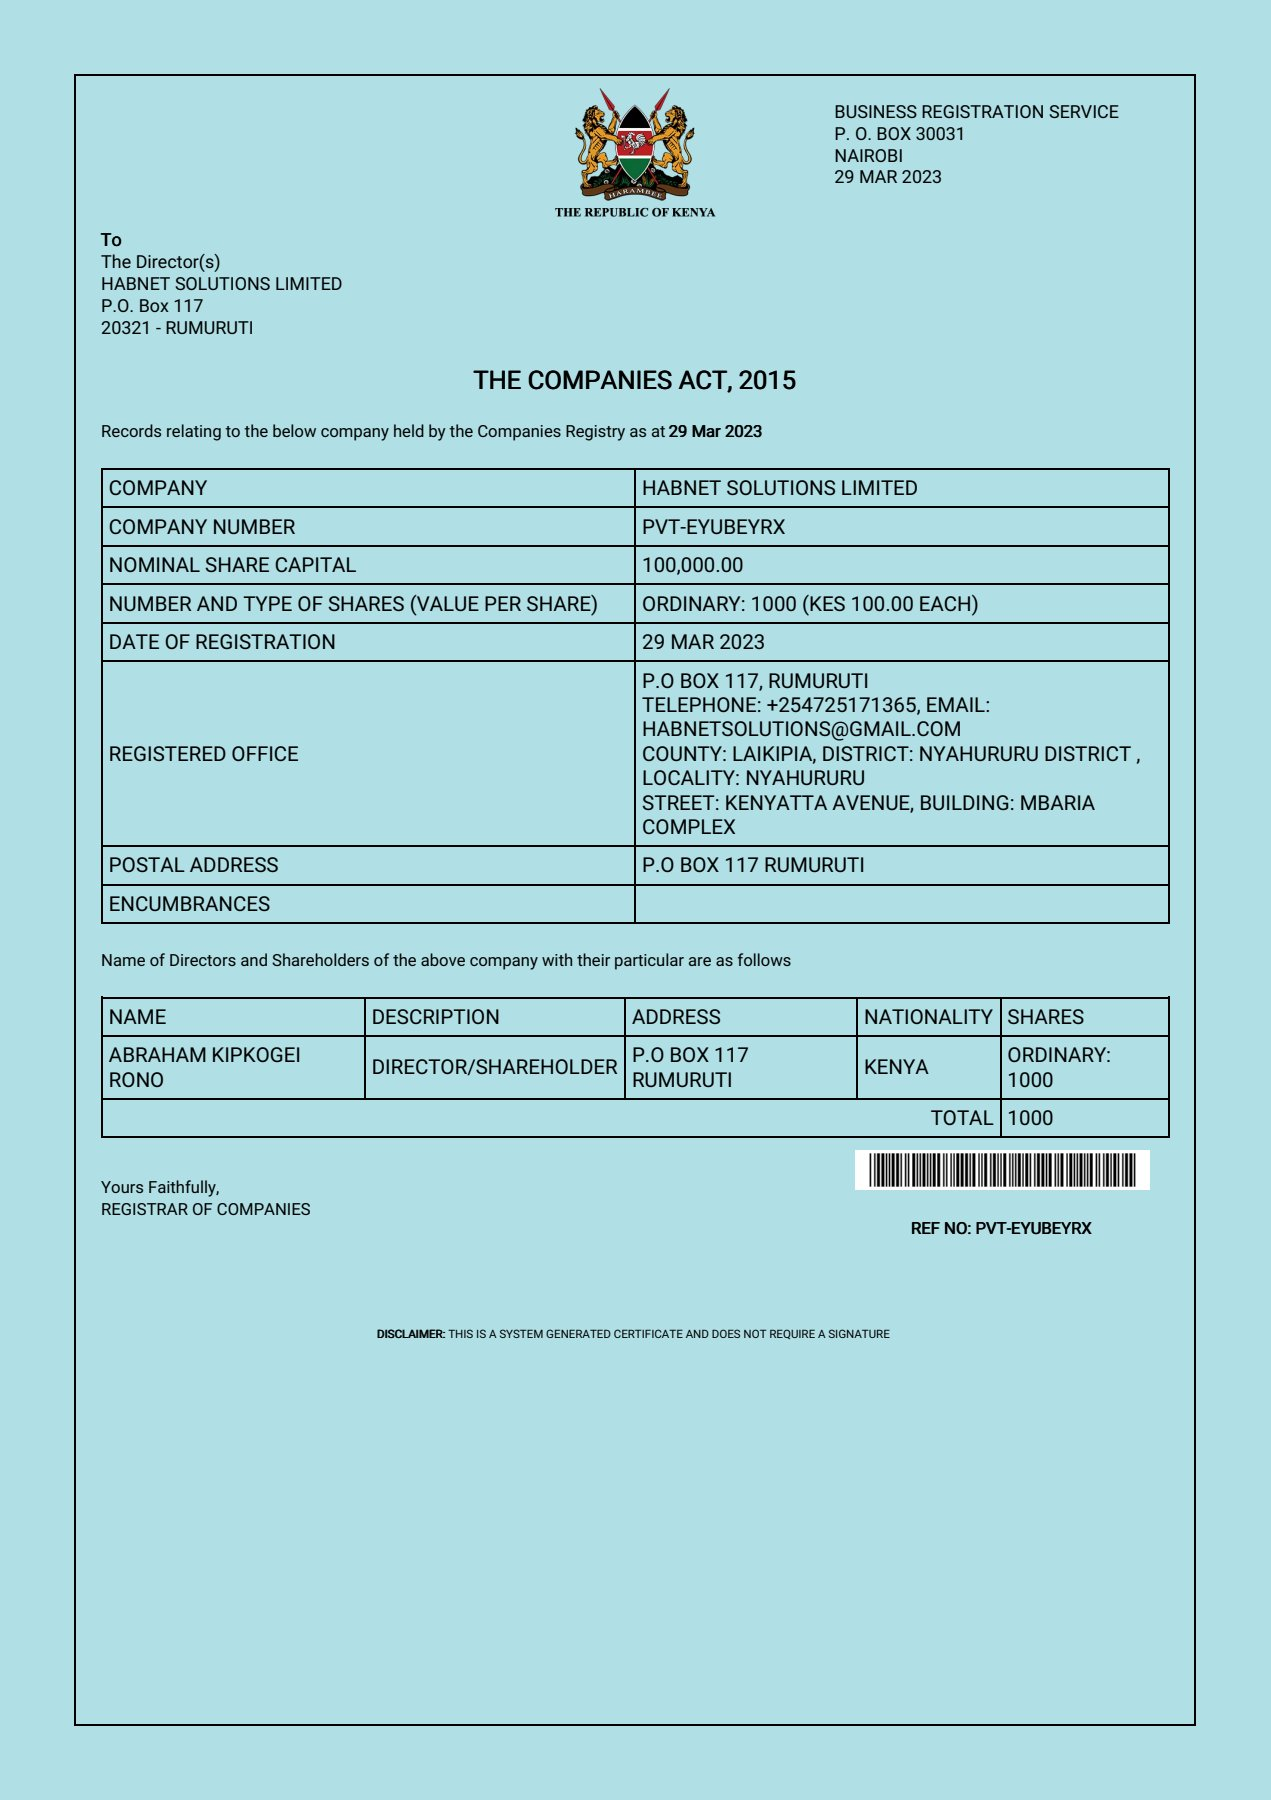 BUSINESS REGISTRATION SERVICE
P. O. BOX 30031
NAIROBI
29 MAR 2023
HARAMBEE
THE REPUBLIC OF KENYA
To
The Director(s)
HABNET SOLUTIONS LIMITED
P.O. Box 117
20321 - RUMURUTI
THE COMPANIES ACT, 2015
Records relating to the below company held by the Companies Registry as at 29 Mar 2023
COMPANY HABNET SOLUTIONS LIMITED
COMPANY NUMBER PVT-EYUBEYRX
NOMINAL SHARE CAPITAL 100,000.00
NUMBER AND TYPE OF SHARES (VALUE PER SHARE) ORDINARY: 1000 (KES 100.00 EACH)
DATE OF REGISTRATION 29 MAR 2023
REGISTERED OFFICE
P.O BOX 117, RUMURUTI
TELEPHONE: +254725171365, EMAIL:
HABNETSOLUTIONS@GMAIL.COM
COUNTY: LAIKIPIA, DISTRICT: NYAHURURU DISTRICT ,
LOCALITY: NYAHURURU
STREET: KENYATTA AVENUE, BUILDING: MBARIA
COMPLEX
POSTAL ADDRESS P.O BOX 117 RUMURUTI
ENCUMBRANCES
Name of Directors and Shareholders of the above company with their particular are as follows
NAME DESCRIPTION ADDRESS NATIONALITY SHARES
ABRAHAM KIPKOGEI
RONO
DIRECTOR/SHAREHOLDER
P.O BOX 117
RUMURUTI
KENYA
ORDINARY:
1000
TOTAL 1000
Yours Faithfully,
REGISTRAR OF COMPANIES
REF NO: PVT-EYUBEYRX
DISCLAIMER: THIS IS A SYSTEM GENERATED CERTIFICATE AND DOES NOT REQUIRE A SIGNATURE